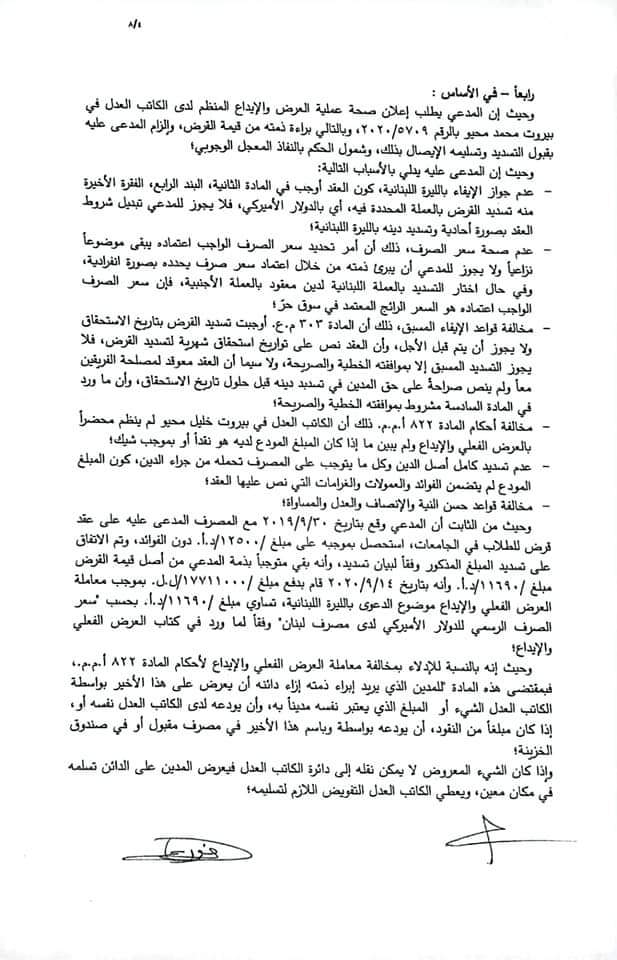 ٨/٤
رابعاً – في الأساس :
وحيث إن المدعي يطلب إعلان صحة عملية العرض والإيداع المنظم لدى الكاتب العدل في
بيروت محمد محيو بالرقم ٢٠٢٠/٥٧٠٩، وبالتالي براءة ذمته من قيمة القرض، والزام المدعى عليه
بقبول التسديد وتسليمه الإيصال بذلك، وشمول الحكم بالنفاذ المعجل الوجوبي؛
وحيث إن المدعى عليه يدلي بالأسباب التالية:
– عدم جواز الإيفاء بالليرة اللبنانية، كون العقد أوجب في المادة الثانية، البند الرابع، الفقرة الأخيرة
منه تسديد القرض بالعملة المحددة فيه، أي بالدولار الأميركي، فلا يجوز للمدعي تبديل شروط
العقد بصورة أحادية وتسديد دينه بالليرة اللبنانية؛
– عدم صحة سعر الصرف، ذلك أن أمر تحديد سعر الصرف الواجب اعتماده يبقى موضوعاً
نزاعياً ولا يجوز للمدعي أن يبرئ ذمته من خلال اعتماد سعر صرف يحدده بصورة انفرادية،
وفي حال اختار التسديد بالعملة اللبنانية لدين معقود بالعملة الأجنبية، فإن سعر الصرف
الواجب اعتماده هو السعر الرائج المعتمد في سوق حرّ؛
– مخالفة قواعد الإيفاء المسبق، ذلك أن المادة ٣٠٣ م.ع. أوجبت تسديد القرض بتاريخ الاستحقاق
ولا يجوز أن يتم قبل الأجل، وأن العقد نص على تواريخ استحقاق شهرية لتسديد القرض، فلا
يجوز التسديد المسبق إلا بموافقته الخطية والصريحة، ولا سيما أن العقد معوقد لمصلحة الفريقين
معاً ولم ينص صراحةً على حق المدين في تسديد دينه قبل حلول تاريخ الاستحقاق، وأن ما ورد
في المادة السادسة مشروط بموافقته الخطية والصريحة؛
– مخالفة أحكام المادة ٨٢٢ أ.م.م. ذلك أن الكاتب العدل في بيروت خليل محيو لم ينظم محضراً
بالعرض الفعلي والإيداع ولم يبين ما إذا كان المبلغ المودع لديه هو نقداً أو بموجب شيك؛
– عدم تسديد كامل أصل الدين وكل ما يتوجب على المصرف تحمله من جراء الدين، كون المبلغ
المودع لم يتضمن الفوائد والعمولات والغرامات التي نص عليها العقد؛
– مخالفة قواعد حسن النية والإنصاف والعدل والمساواة؛
وحيث من الثابت أن المدعي وقع بتاريخ ٢٠١٩/٩/٣٠ مع المصرف المدعى عليه على عقد
قرض للطلاب في الجامعات، استحصل بموجبه على مبلغ /١٢٥٠٠/د.أ. دون الفوائد، وتم الاتفاق
على تسديد المبلغ المذكور وفقاً لبيان تسديد، وأنه بقي متوجباً بذمة المدعي من أصل قيمة القرض
مبلغ /١١٦٩٠/د.أ. وأنه بتاريخ ٢٠٢٠/٩/١٤ قام بدفع مبلغ /١٧٧١١٠٠٠/ل.ل. بموجب معاملة
العرض الفعلي والإيداع موضوع الدعوى بالليرة اللبنانية، تساوي مبلغ /١١٦٩٠/د.أ. بحسب "سعر
الصرف الرسمي للدولار الأميركي لدى مصرف لبنان" وفقاً لما ورد في كتاب العرض الفعلي
والإيداع؛
وحيث إنه بالنسبة للإدلاء بمخالفة معاملة العرض الفعلي والإيداع لأحكام المادة ٨٢٢ أ.م.م.،
فبمقتضى هذه المادة "للمدين الذي يريد إبراء ذمته إزاء دائنه أن يعرض على هذا الأخير بواسطة
الكاتب العدل الشيء أو المبلغ الذي يعتبر نفسه مديناً به، وأن يودعه لدى الكاتب العدل نفسه أو،
إذا كان مبلغاً من النقود، أن يودعه بواسطة وباسم هذا الأخير في مصرف مقبول أو في صندوق
الخزينة؛
وإذا كان الشيء المعروض لا يمكن نقله إلى دائرة الكاتب العدل فيعرض المدين على الدائن تسلمه
في مكان معين، ويعطي الكاتب العدل التفويض اللازم لتسليمه؛